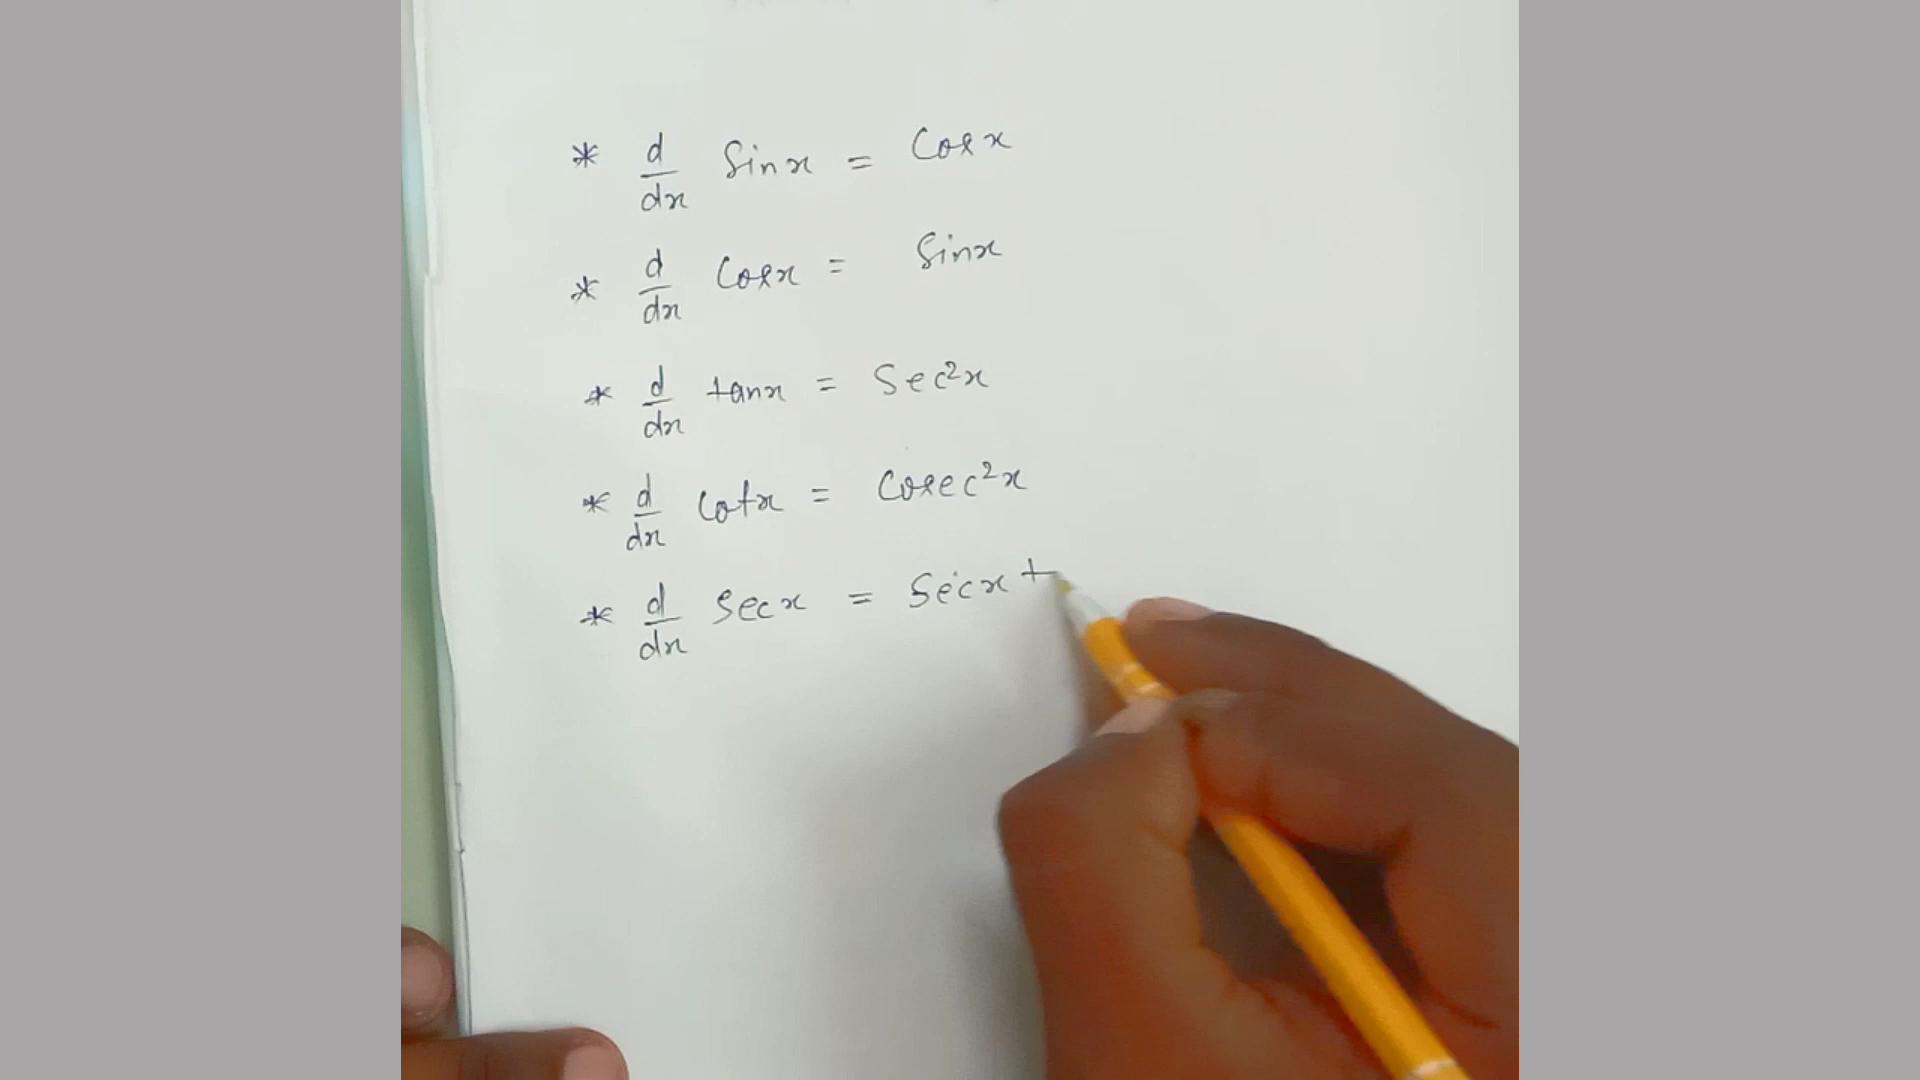 * d/dx Sinx = Cosx
* d/dx Cosx = Sinx
* d/dx tanx = Sec²x
* d/dx Cotx = Cosec²x
* d/dx Secx = Secx t